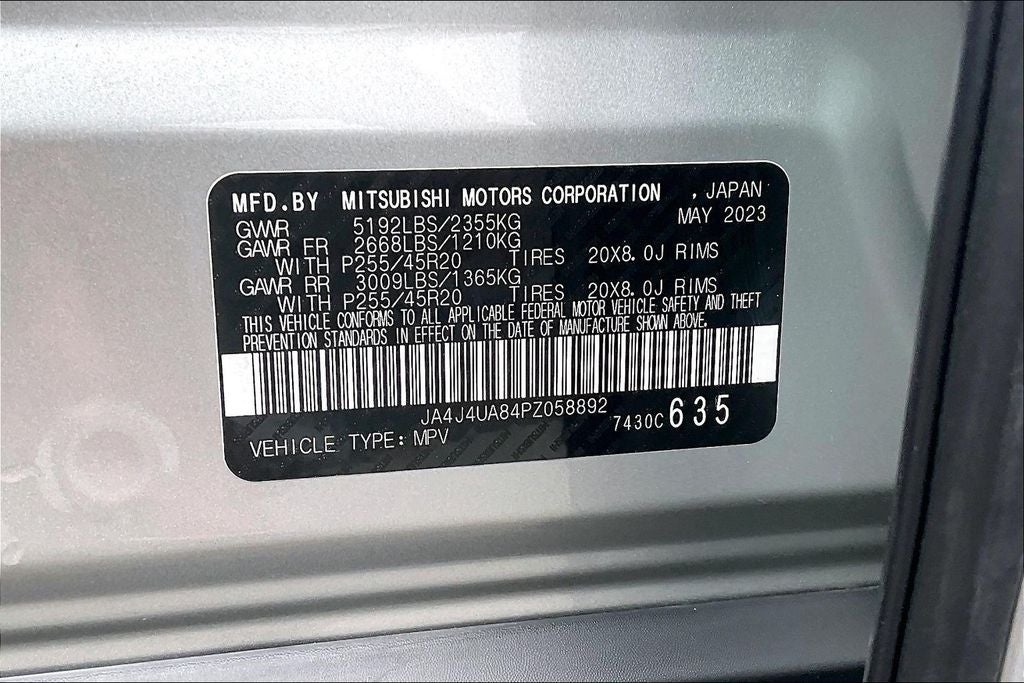 MFD.BY MITSUBISHI MOTORS CORPORATION , JAPAN
MAY 2023
GVWR 5192LBS/2355KG
GAWR FR 2668LBS/1210KG
WITH P255/45R20 TIRES 20X8.0J RIMS
GAWR RR 3009LBS/1365KG
WITH P255/45R20 TIRES 20X8.0J RIMS
THIS VEHICLE CONFORMS TO ALL APPLICABLE FEDERAL MOTOR VEHICLE SAFETY AND THEFT
PREVENTION STANDARDS IN EFFECT ON THE DATE OF MANUFACTURE SHOWN ABOVE.
JA4J4UA84PZ058892
7430C 635
VEHICLE TYPE: MPV